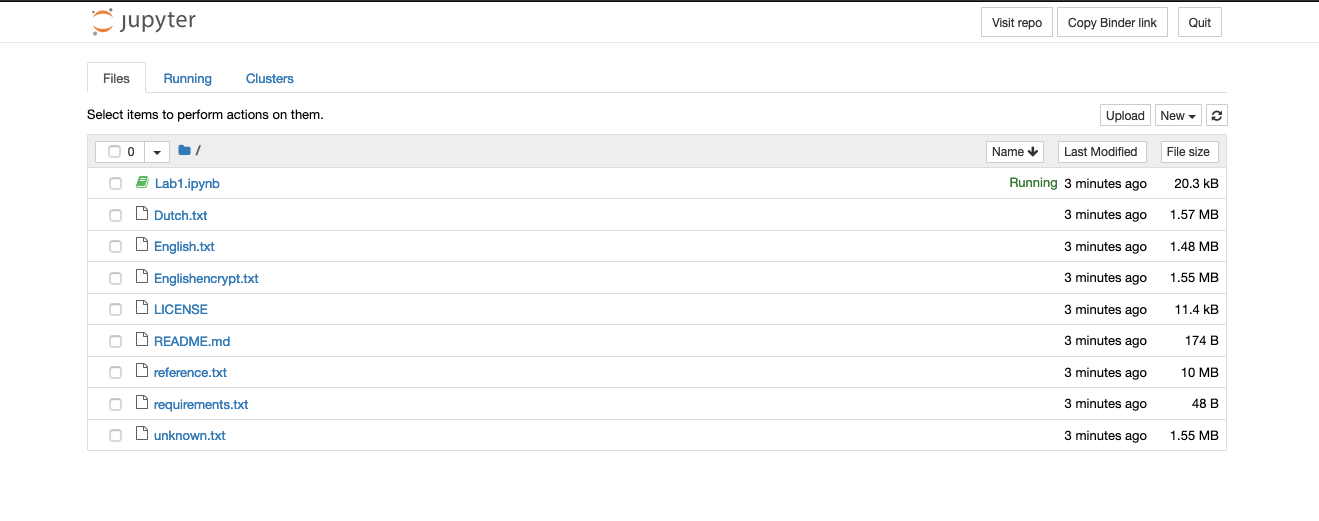 jupyter Visit repo Copy Binder link Quit
Files Running Clusters
Select items to perform actions on them. Upload New
0 / Name Last Modified File size
Lab1.ipynb Running 3 minutes ago 20.3 kB
Dutch.txt 3 minutes ago 1.57 MB
English.txt 3 minutes ago 1.48 MB
Englishencrypt.txt 3 minutes ago 1.55 MB
LICENSE 3 minutes ago 11.4 kB
README.md 3 minutes ago 174 B
reference.txt 3 minutes ago 10 MB
requirements.txt 3 minutes ago 48 B
unknown.txt 3 minutes ago 1.55 MB